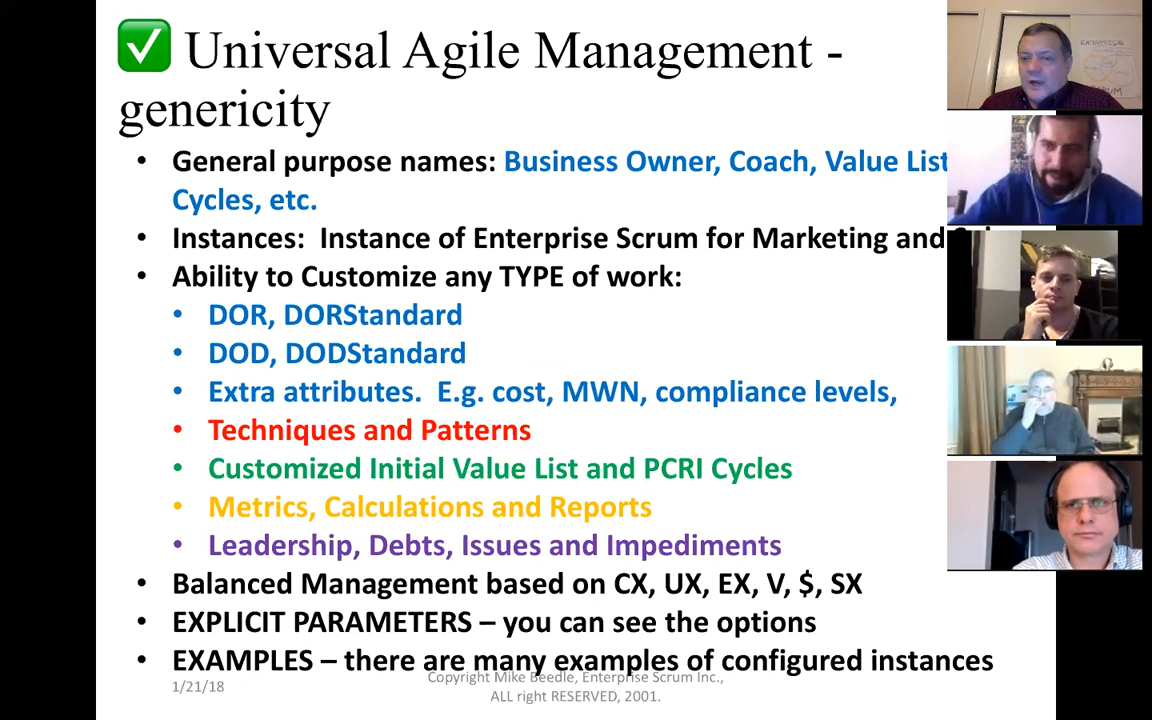 ✅ Universal Agile Management -
genericity
• General purpose names: Business Owner, Coach, Value List
Cycles, etc.
• Instances: Instance of Enterprise Scrum for Marketing and
• Ability to Customize any TYPE of work:
• DOR, DORStandard
• DOD, DODStandard
• Extra attributes. E.g. cost, MWN, compliance levels,
• Techniques and Patterns
• Customized Initial Value List and PCRI Cycles
• Metrics, Calculations and Reports
• Leadership, Debts, Issues and Impediments
• Balanced Management based on CX, UX, EX, V, $, SX
• EXPLICIT PARAMETERS – you can see the options
• EXAMPLES – there are many examples of configured instances
1/21/18
Copyright Mike Beedle, Enterprise Scrum Inc.,
ALL right RESERVED, 2001.